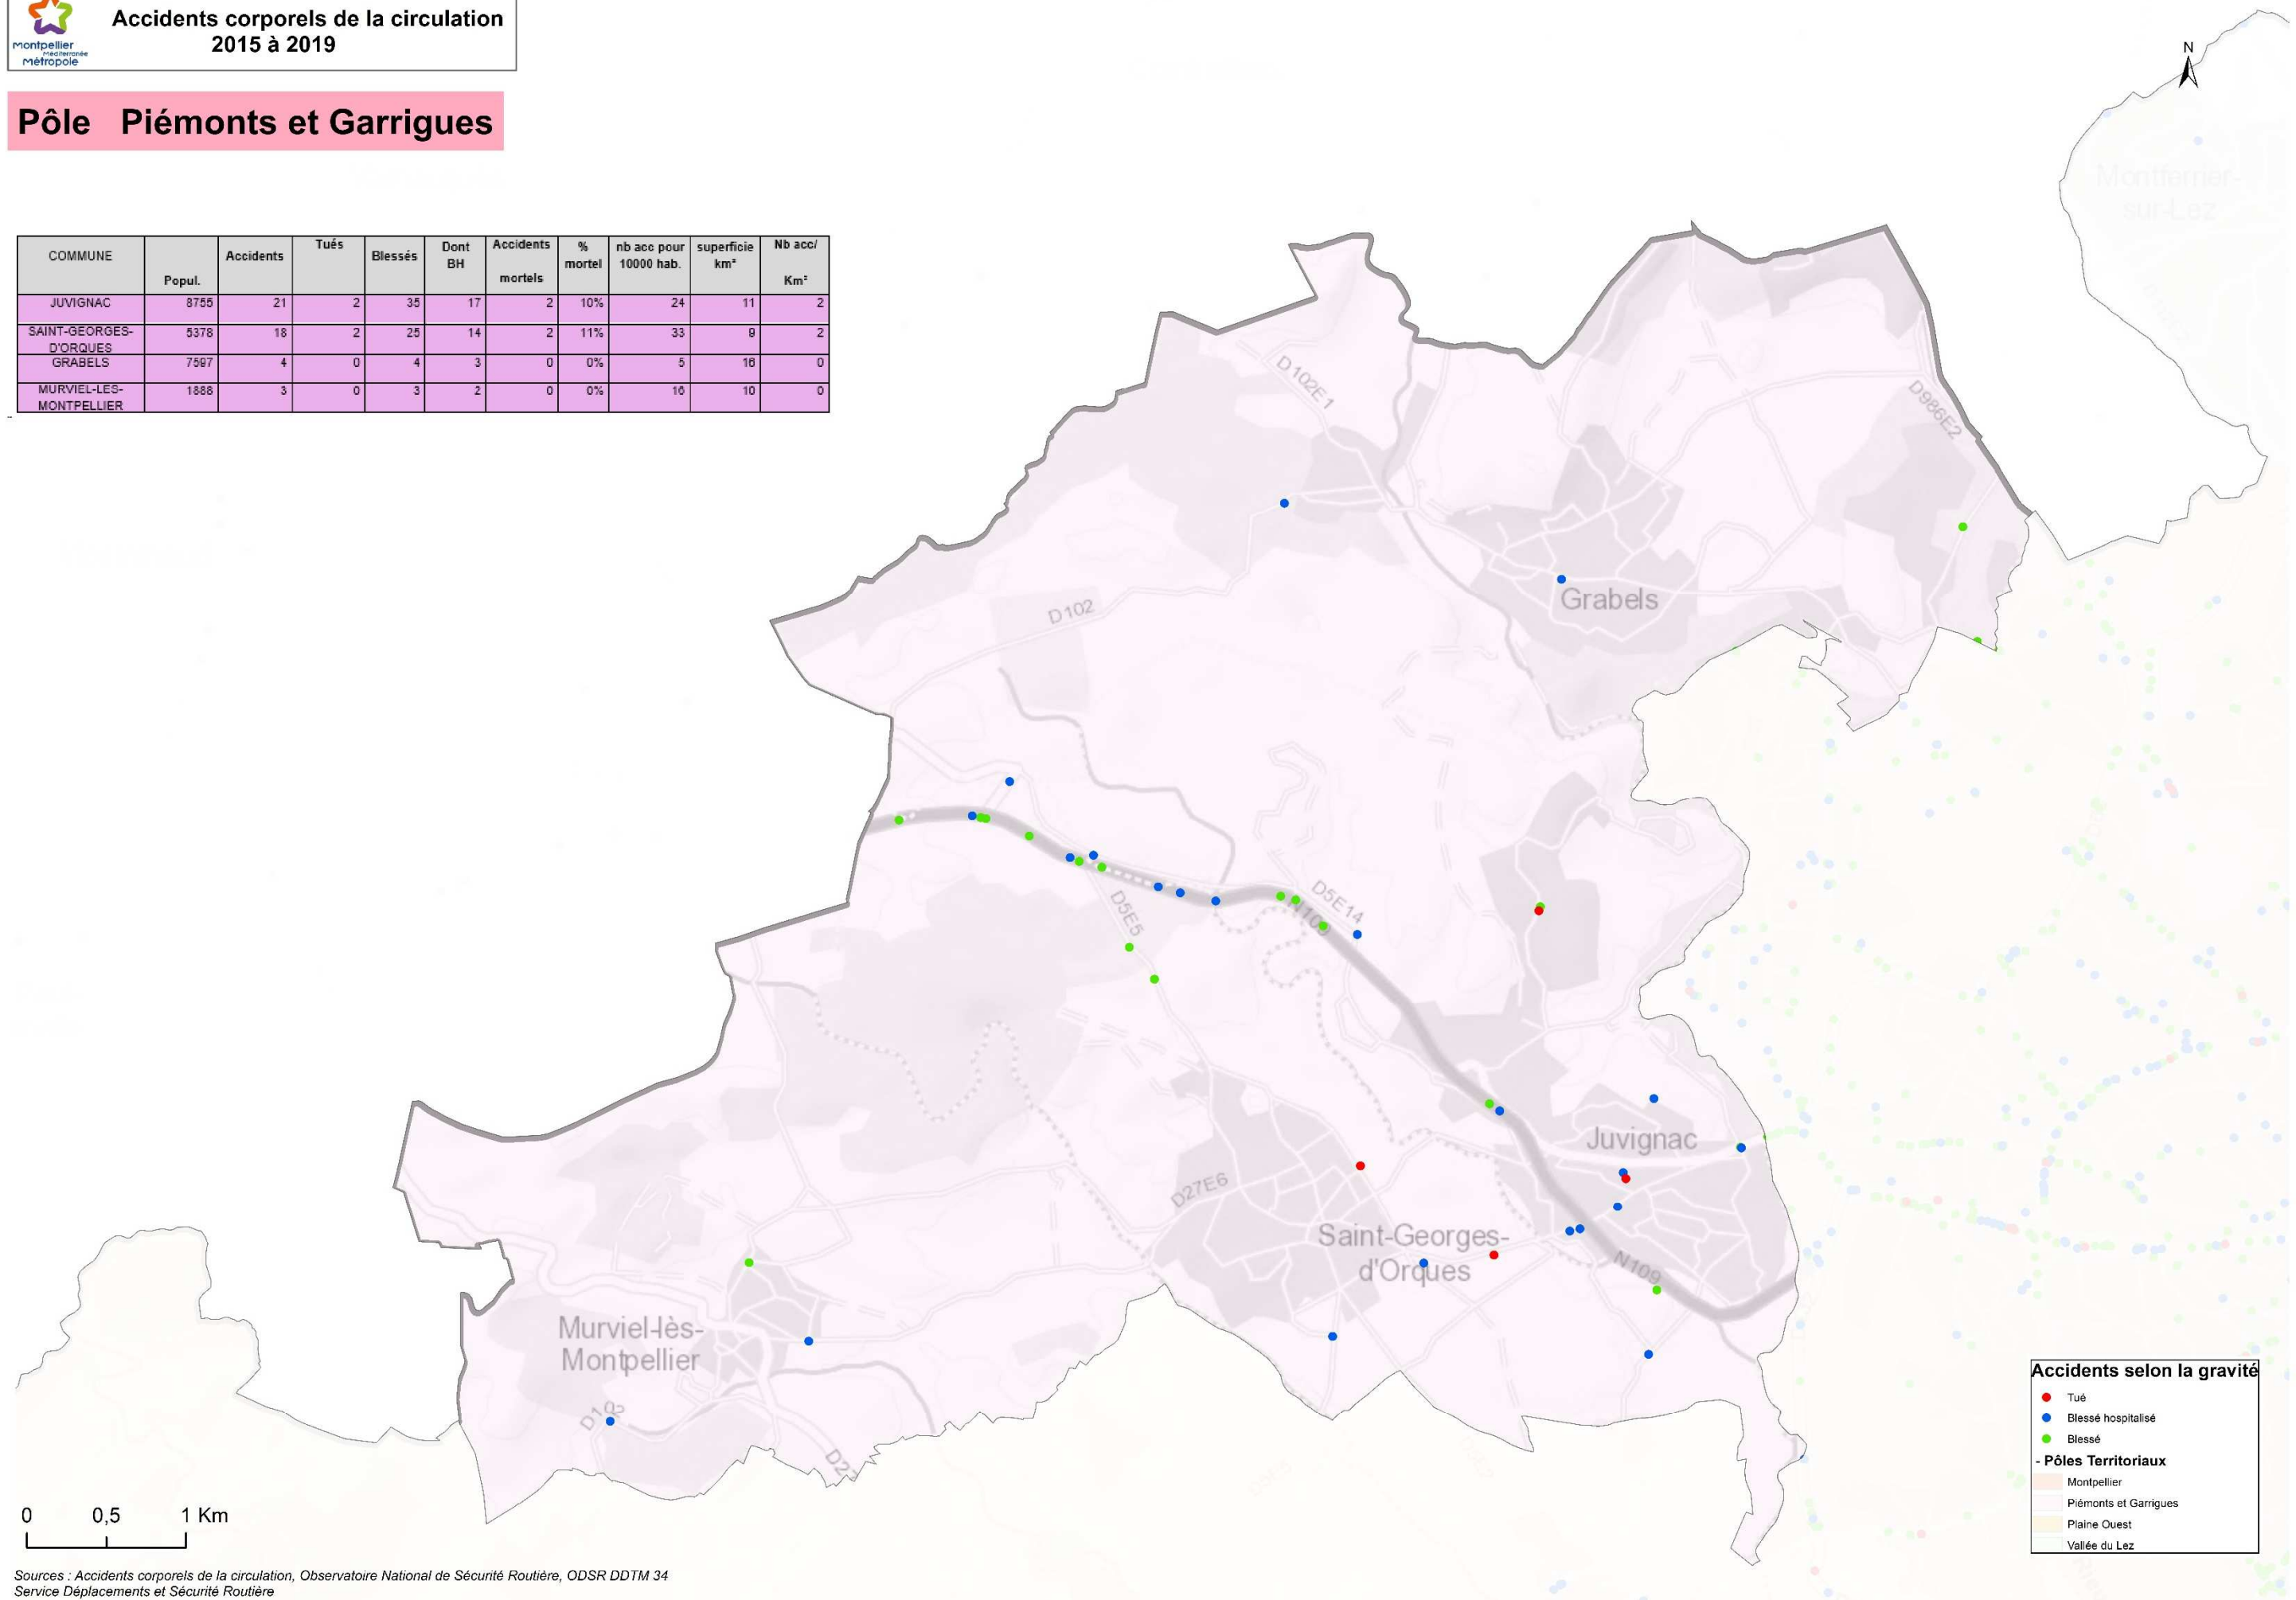 montpellier
Méditerranée
métropole
Accidents corporels de la circulation
2015 à 2019
Pôle Piémonts et Garrigues
N
COMMUNE Popul. Accidents Tués Blessés Dont BH Accidents mortels % mortel nb acc pour 10000 hab. superficie km² Nb acc/ Km²
JUVIGNAC 8755 21 2 35 17 2 10% 24 11 2
SAINT-GEORGES-D'ORQUES 5378 18 2 25 14 2 11% 33 9 2
GRABELS 7597 4 0 4 3 0 0% 5 16 0
MURVIEL-LES-MONTPELLIER 1888 3 0 3 2 0 0% 16 10 0
Montferrier-
sur-Lez
D102E1
D986E2
Grabels
D102
D5E5
D5E14
N109
Juvignac
D27E6
Saint-Georges-
d'Orques
N109
Murviel-lès-
Montpellier
D102
D27
Accidents selon la gravité
Tué
Blessé hospitalisé
Blessé
- Pôles Territoriaux
Montpellier
Piémonts et Garrigues
Plaine Ouest
Vallée du Lez
0 0,5 1 Km
Sources : Accidents corporels de la circulation, Observatoire National de Sécurité Routière, ODSR DDTM 34
Service Déplacements et Sécurité Routière